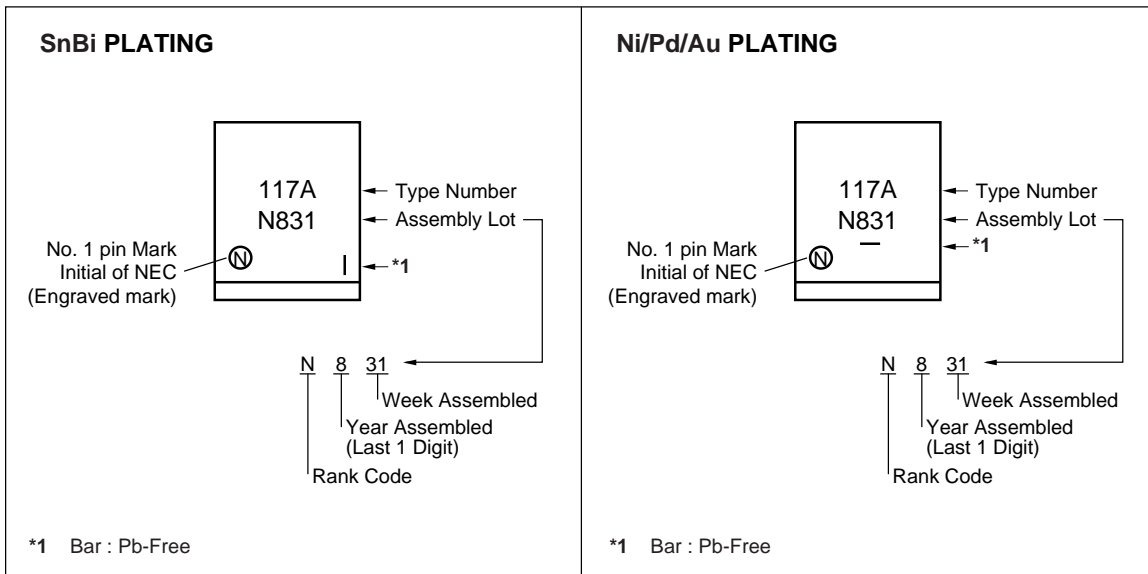 SnBi PLATING
117A
N831
N
No. 1 pin Mark
Initial of NEC
(Engraved mark)
Type Number
Assembly Lot
*1
N 8 31
Week Assembled
Year Assembled
(Last 1 Digit)
Rank Code
*1 Bar : Pb-Free
Ni/Pd/Au PLATING
117A
N831
N
No. 1 pin Mark
Initial of NEC
(Engraved mark)
Type Number
Assembly Lot
*1
N 8 31
Week Assembled
Year Assembled
(Last 1 Digit)
Rank Code
*1 Bar : Pb-Free